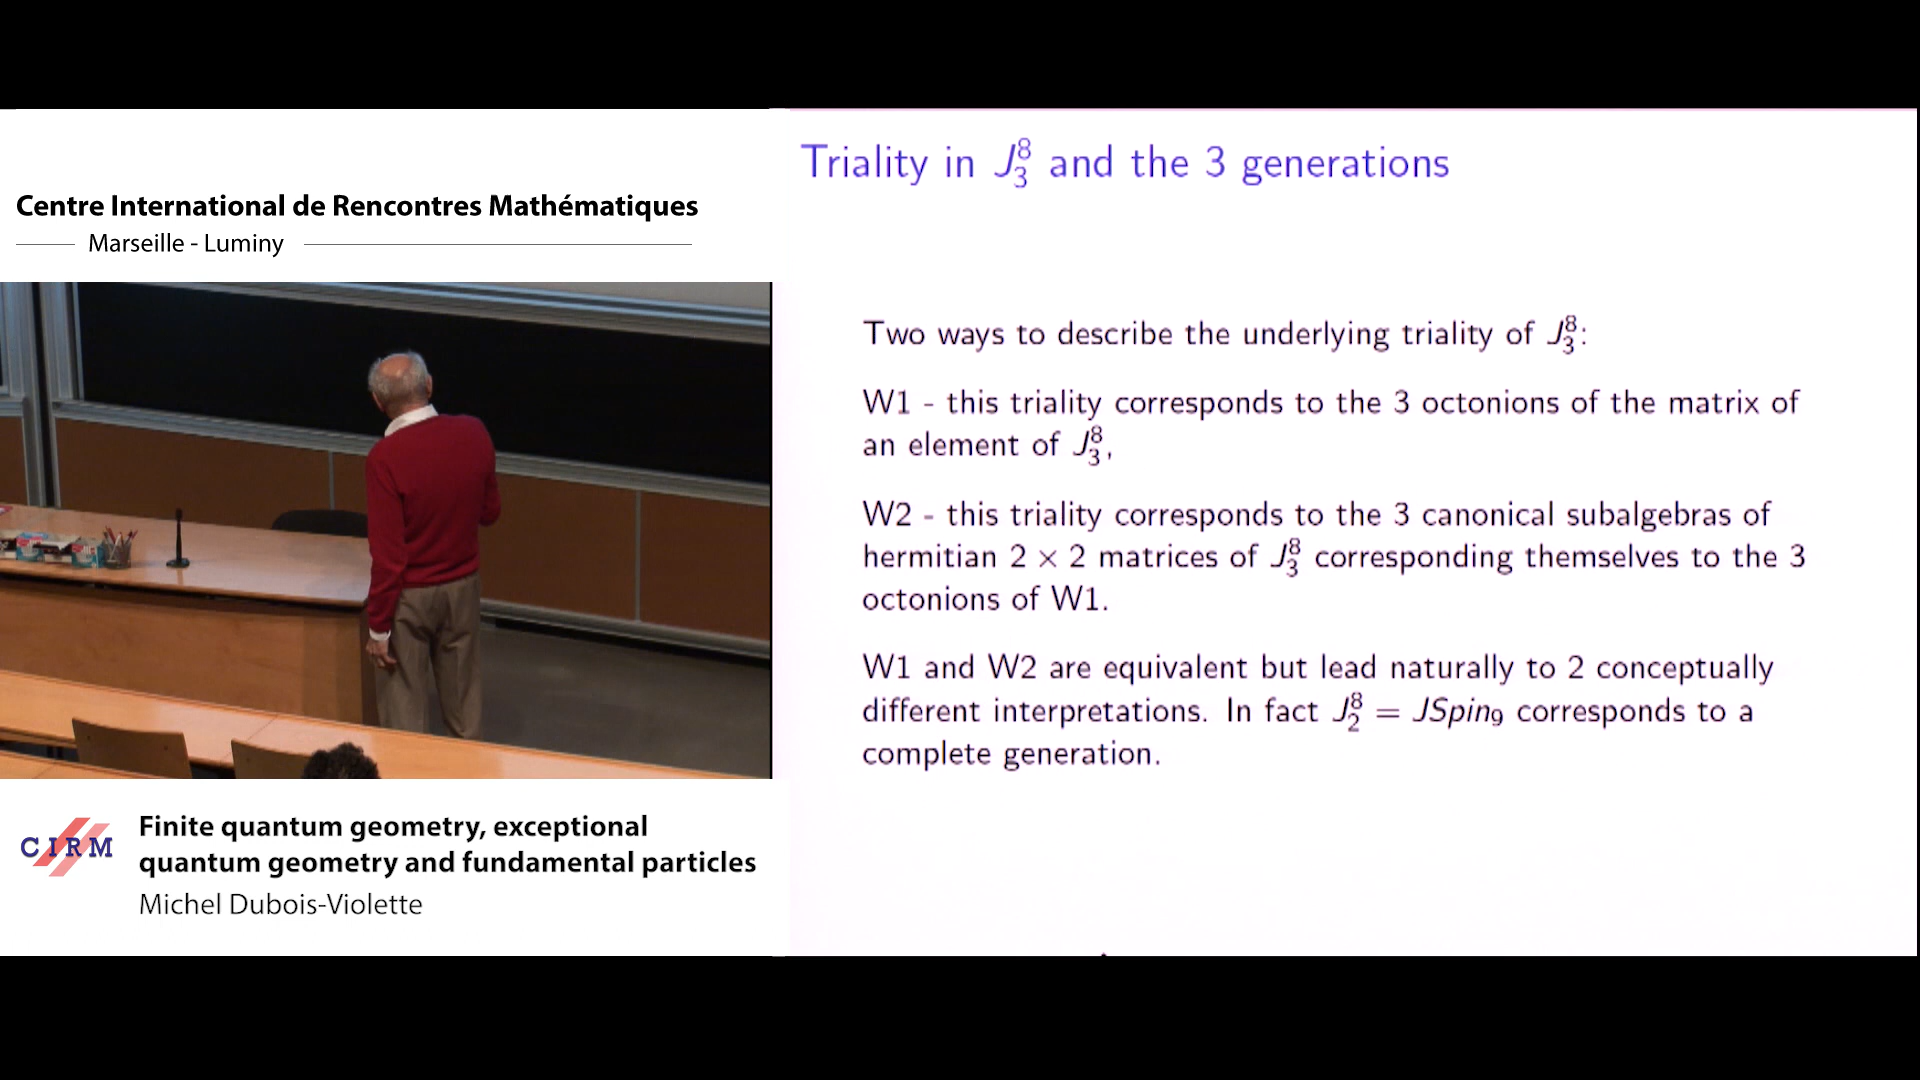 Centre International de Rencontres Mathématiques
Marseille - Luminy
CIRM
Finite quantum geometry, exceptional
quantum geometry and fundamental particles
Michel Dubois-Violette
Triality in J₃⁸ and the 3 generations
Two ways to describe the underlying triality of J₃⁸:
W1 - this triality corresponds to the 3 octonions of the matrix of
an element of J₃⁸,
W2 - this triality corresponds to the 3 canonical subalgebras of
hermitian 2 × 2 matrices of J₃⁸ corresponding themselves to the 3
octonions of W1.
W1 and W2 are equivalent but lead naturally to 2 conceptually
different interpretations. In fact J₂⁸ = JSpin₉ corresponds to a
complete generation.